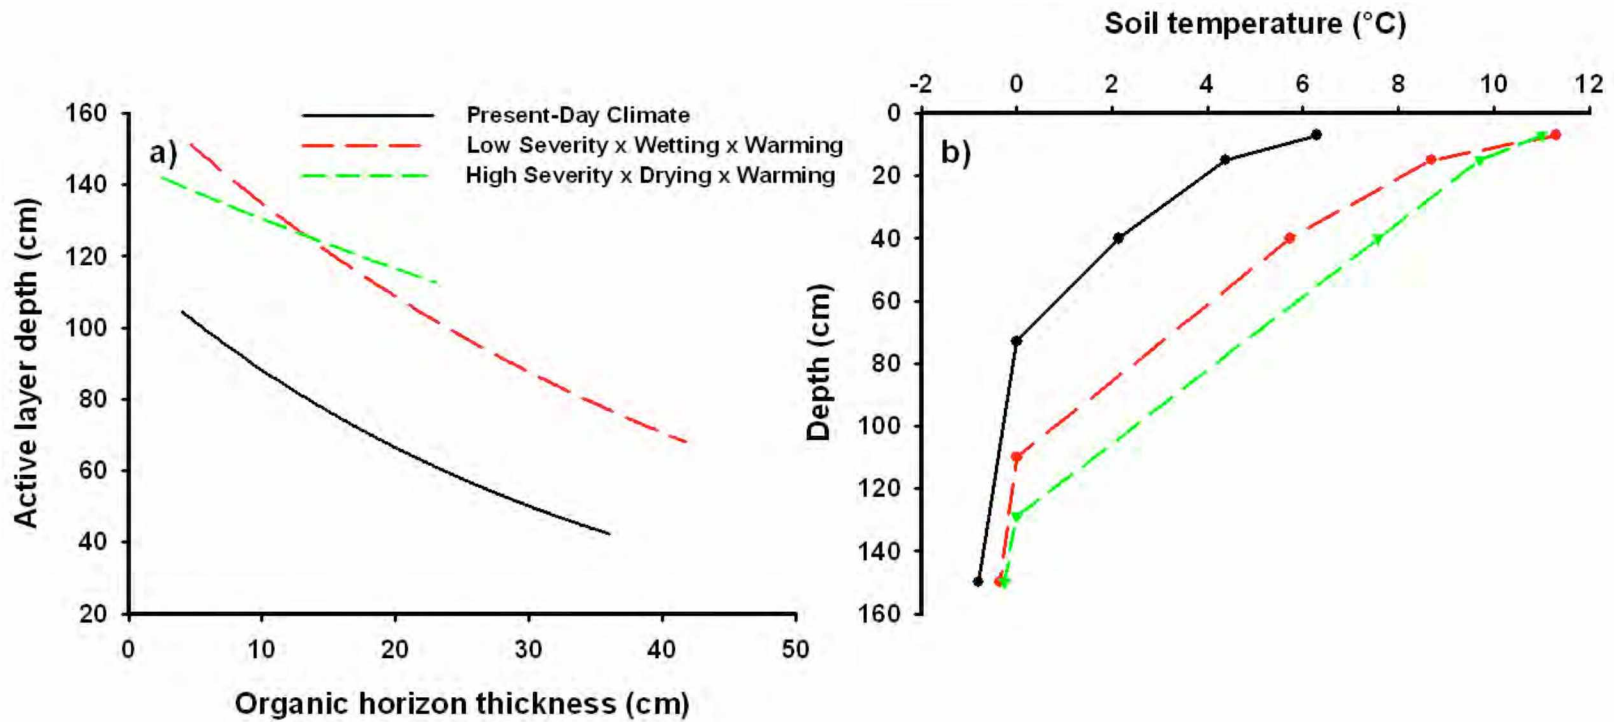 Soil temperature (°C)
-2 0 2 4 6 8 10 12
160
140
120
100
80
60
40
20
Active layer depth (cm)
a)
Present-Day Climate
Low Severity x Wetting x Warming
High Severity x Drying x Warming
0 10 20 30 40 50
Organic horizon thickness (cm)
b)
0
20
40
60
80
100
120
140
160
Depth (cm)